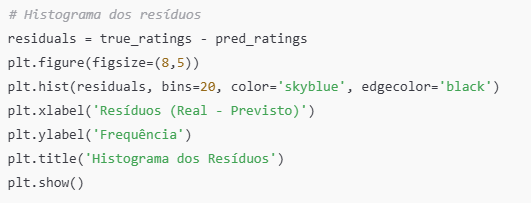 # Histograma dos resíduos
residuals = true_ratings - pred_ratings
plt.figure(figsize=(8,5))
plt.hist(residuals, bins=20, color='skyblue', edgecolor='black')
plt.xlabel('Resíduos (Real - Previsto)')
plt.ylabel('Frequência')
plt.title('Histograma dos Resíduos')
plt.show()